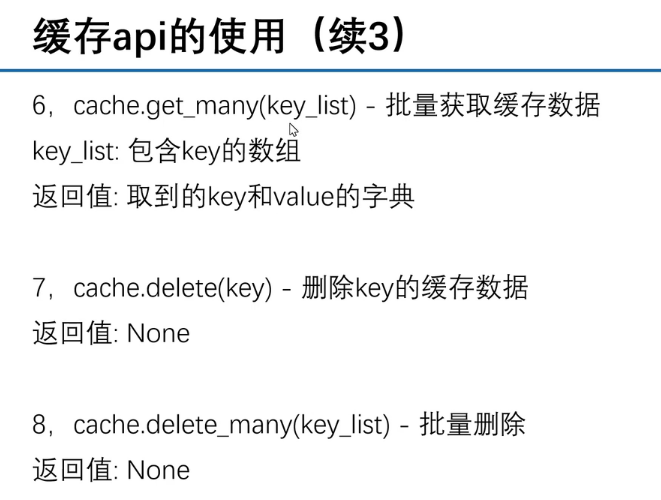 缓存api的使用（续3）
6，cache.get_many(key_list) - 批量获取缓存数据
key_list: 包含key的数组
返回值: 取到的key和value的字典
7，cache.delete(key) - 删除key的缓存数据
返回值: None
8，cache.delete_many(key_list) - 批量删除
返回值: None